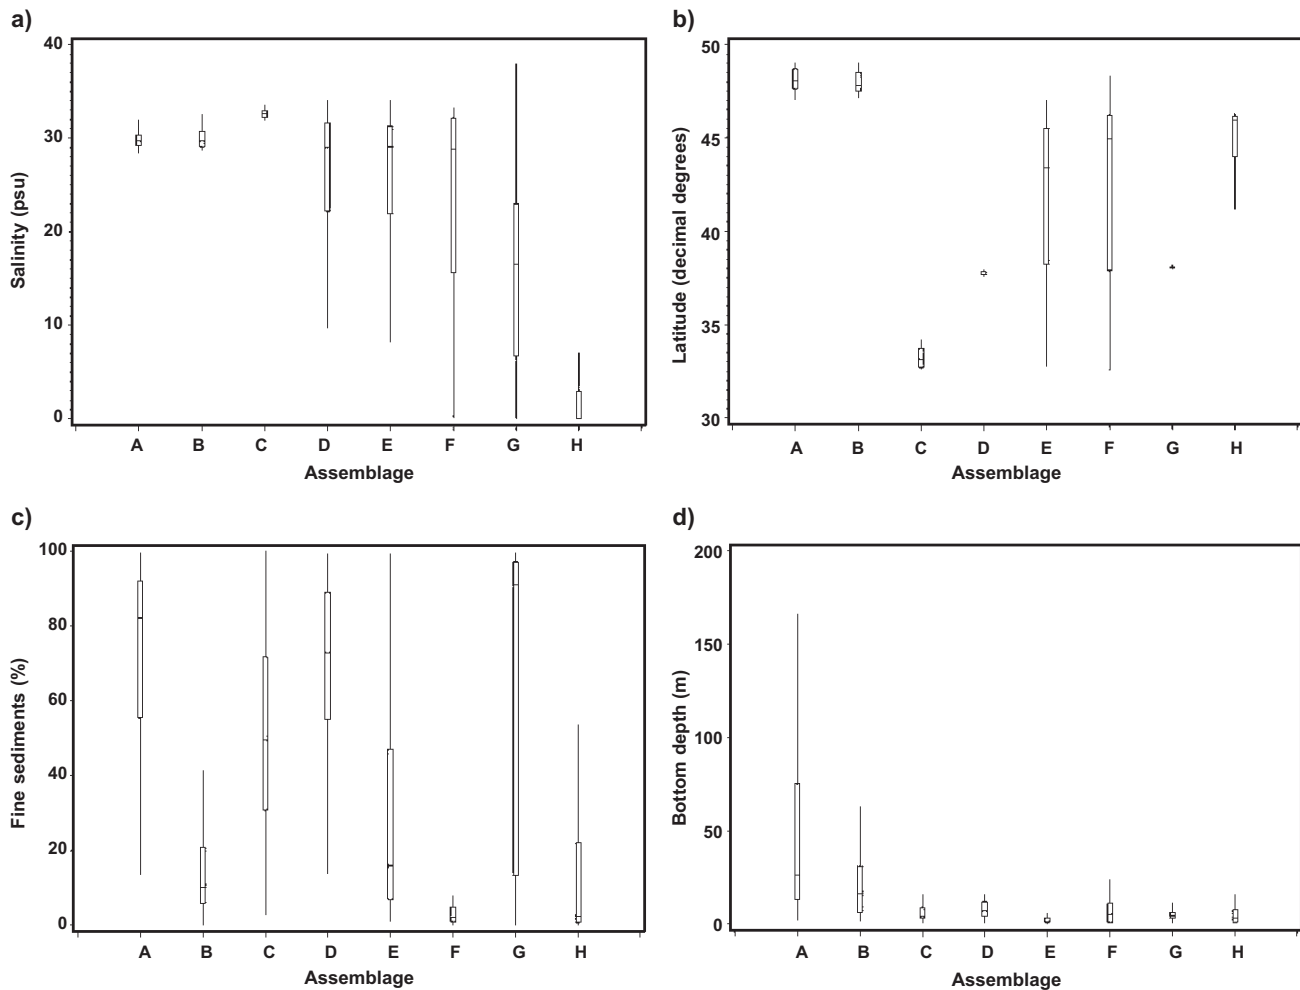 a)
40
30
20
10
0
Salinity (psu)
A B C D E F G H
Assemblage
b)
50
45
40
35
30
Latitude (decimal degrees)
A B C D E F G H
Assemblage
c)
100
80
60
40
20
0
Fine sediments (%)
A B C D E F G H
Assemblage
d)
200
150
100
50
0
Bottom depth (m)
A B C D E F G H
Assemblage